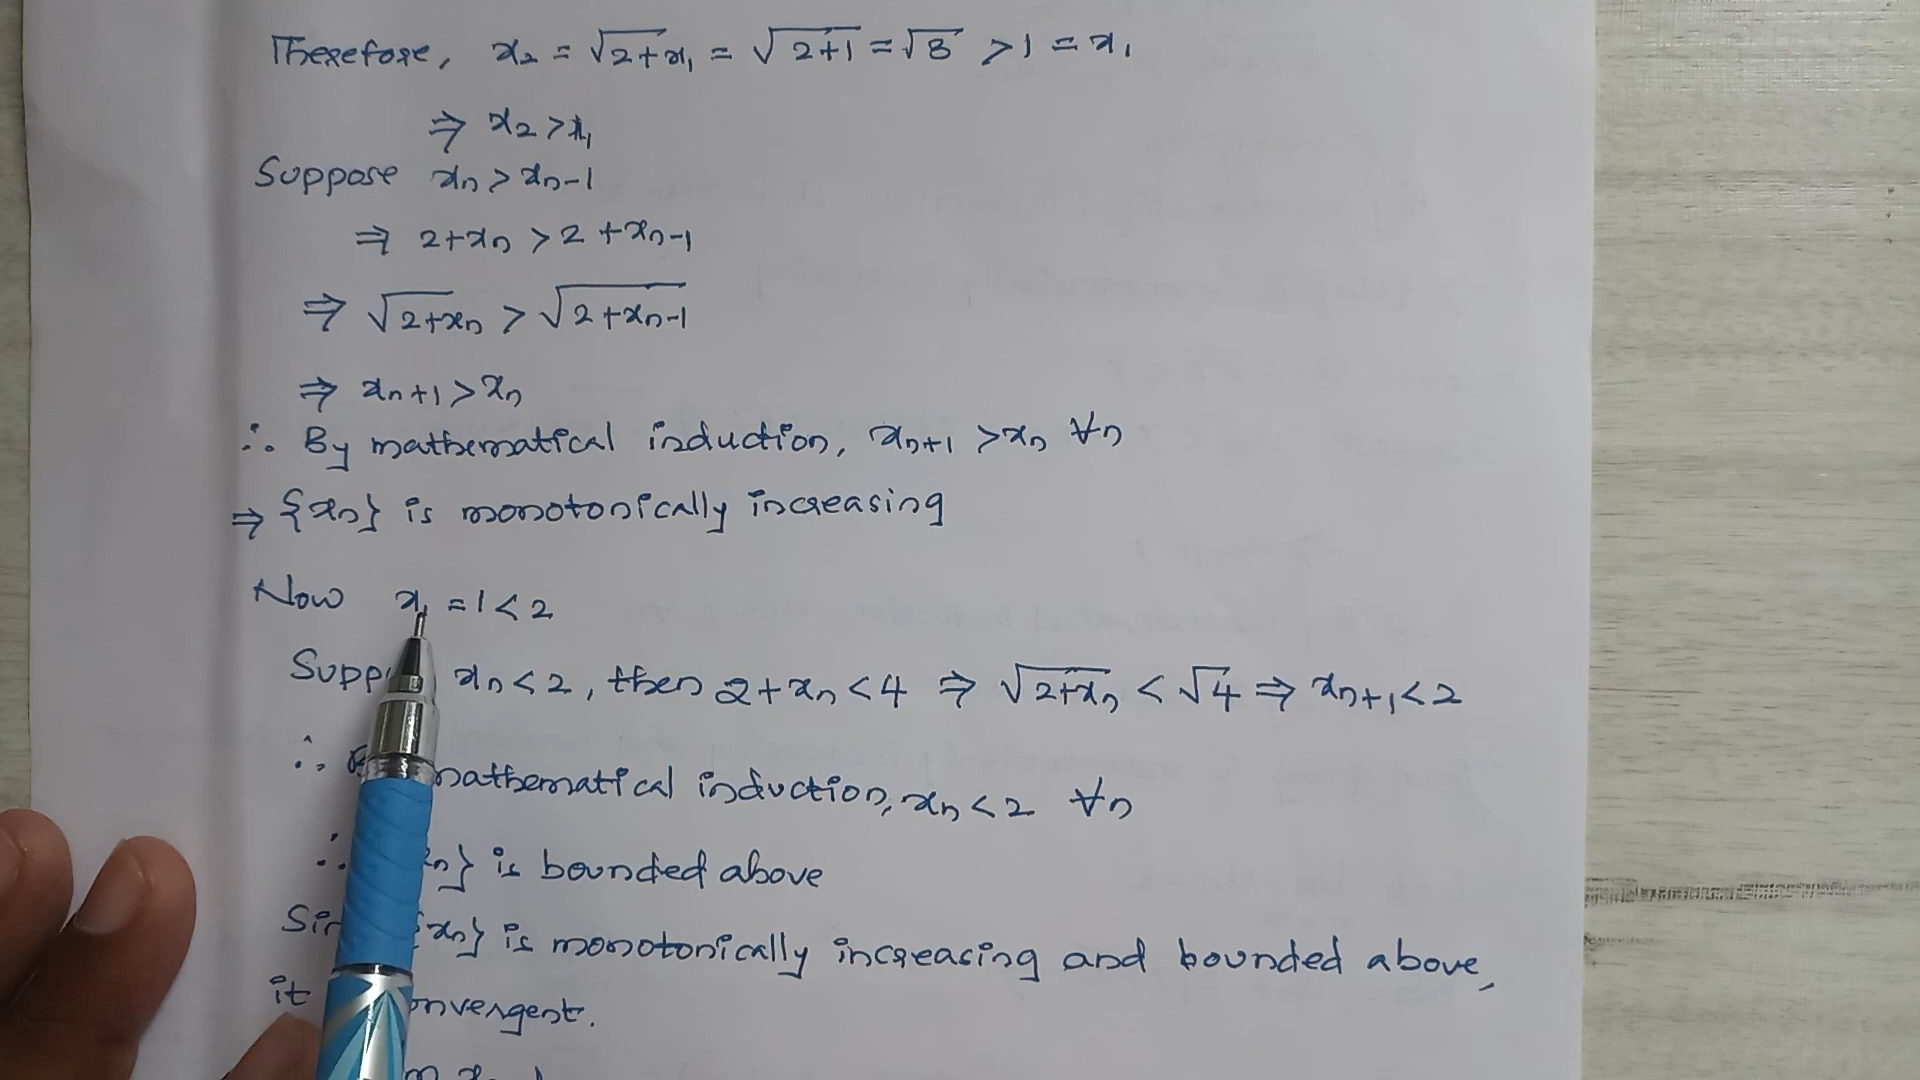 Therefore, x₂ = √2+x₁ = √2+1 = √3 > 1 = x₁
⇒ x₂ > x₁
Suppose xn > xn-1
⇒ 2+xn > 2+xn-1
⇒ √2+xn > √2+xn-1
⇒ xn+1 > xn
∴ By mathematical induction, xn+1 > xn ∀n
⇒ {xn} is monotonically increasing
Now x₁ = 1 < 2
Supp xn < 2, then 2+xn < 4 ⇒ √2+xn < √4 ⇒ xn+1 < 2
∴ mathematical induction, xn < 2 ∀n
∴ xn} is bounded above
{xn} is monotonically increasing and bounded above,
it onvergent.